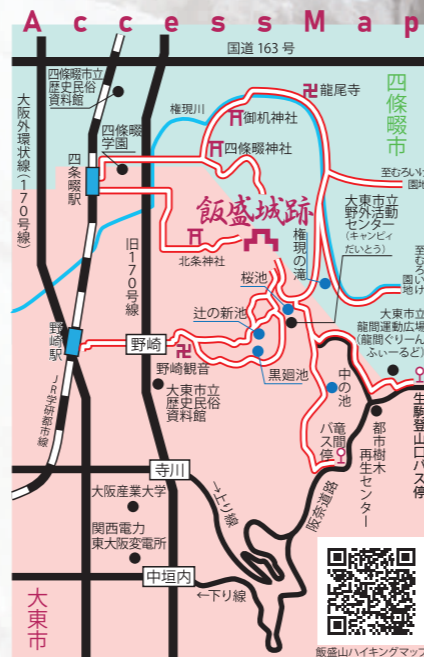 Access Map
国道163号
四條畷市立
歴史民俗
資料館
権現川
龍尾寺
御机神社
四條畷市
大阪外環状線(170号線)
四條畷
学園
四條畷神社
四条畷駅
至むろいけ
園地
飯盛城跡
大東市立
野外活動
センター
(キャンピィ
だいとう)
権現の滝
旧170号線
北条神社
桜池
至むろいけ
園地
辻の新池
大東市立
龍間運動広場
(龍間ぐりーん
ふぃーるど)
野崎駅
野崎
野崎観音
黒廻池
大東市立
歴史民俗
資料館
中の池
JR学研都市線
生駒登山口バス停
竜間
バス停
都市樹木
再生センター
寺川
阪奈道路
大阪産業大学
→上り線
関西電力
東大阪変電所
中垣内
←下り線
大東市
飯盛山ハイキングマップ